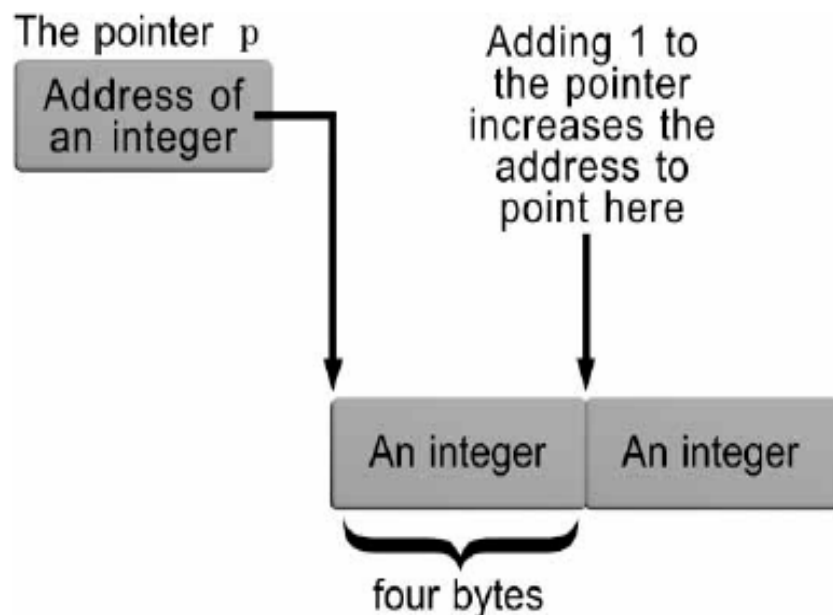 The pointer p
Address of
an integer
Adding 1 to
the pointer
increases the
address to
point here
An integer
An integer
four bytes